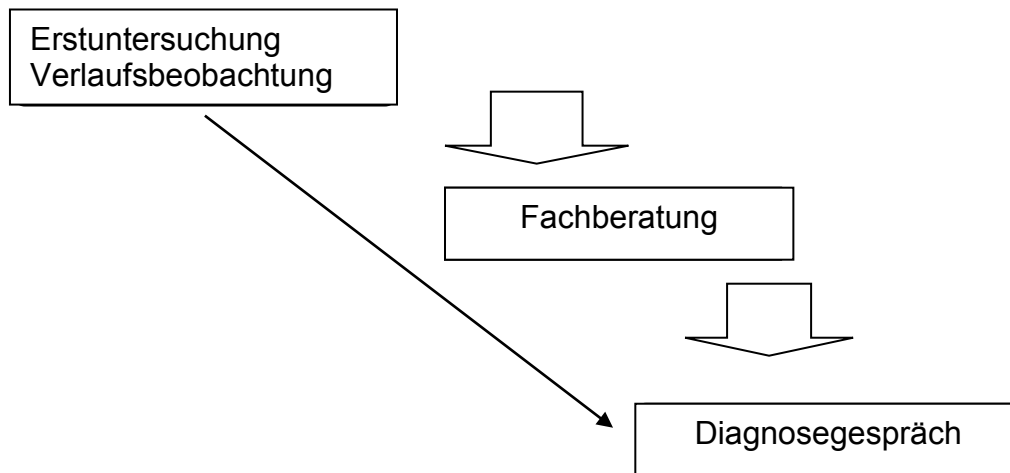 Erstuntersuchung
Verlaufsbeobachtung
Fachberatung
Diagnosegespräch